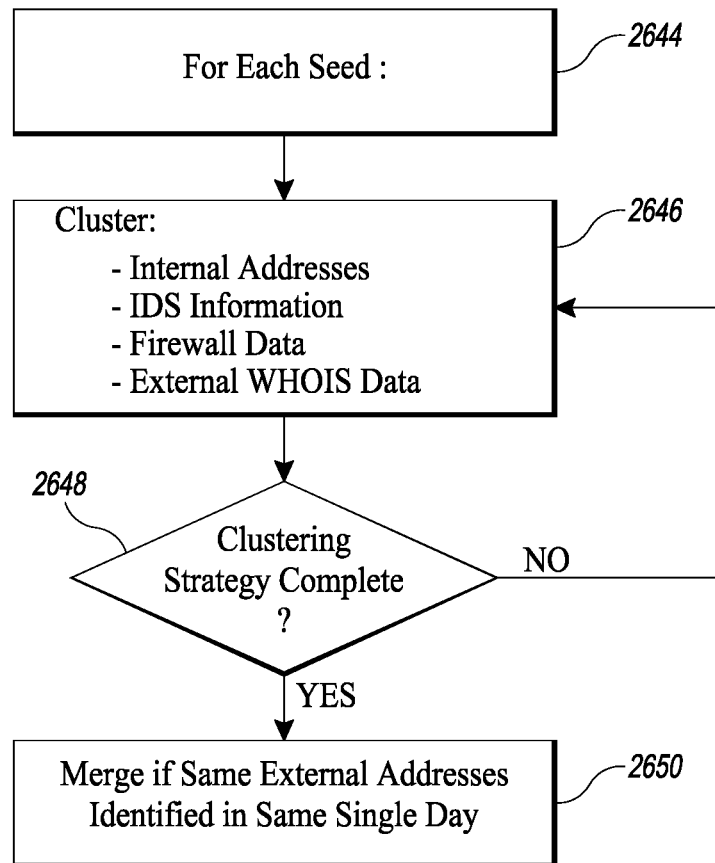 2644
For Each Seed :
2646
Cluster:
- Internal Addresses
- IDS Information
- Firewall Data
- External WHOIS Data
2648
Clustering
Strategy Complete
?
NO
YES
2650
Merge if Same External Addresses
Identified in Same Single Day